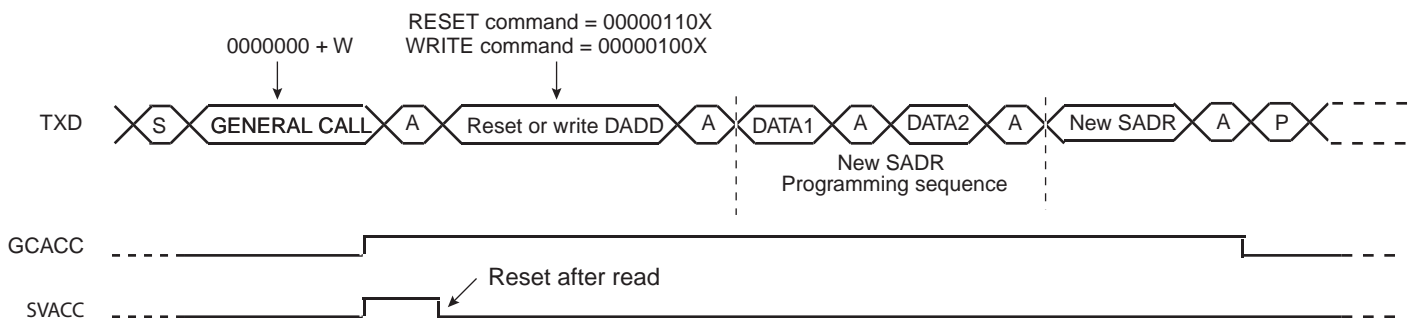 RESET command = 00000110X
0000000 + W
WRITE command = 00000100X
TXD
S GENERAL CALL A Reset or write DADD A DATA1 A DATA2 A New SADR A P
New SADR
Programming sequence
GCACC
Reset after read
SVACC